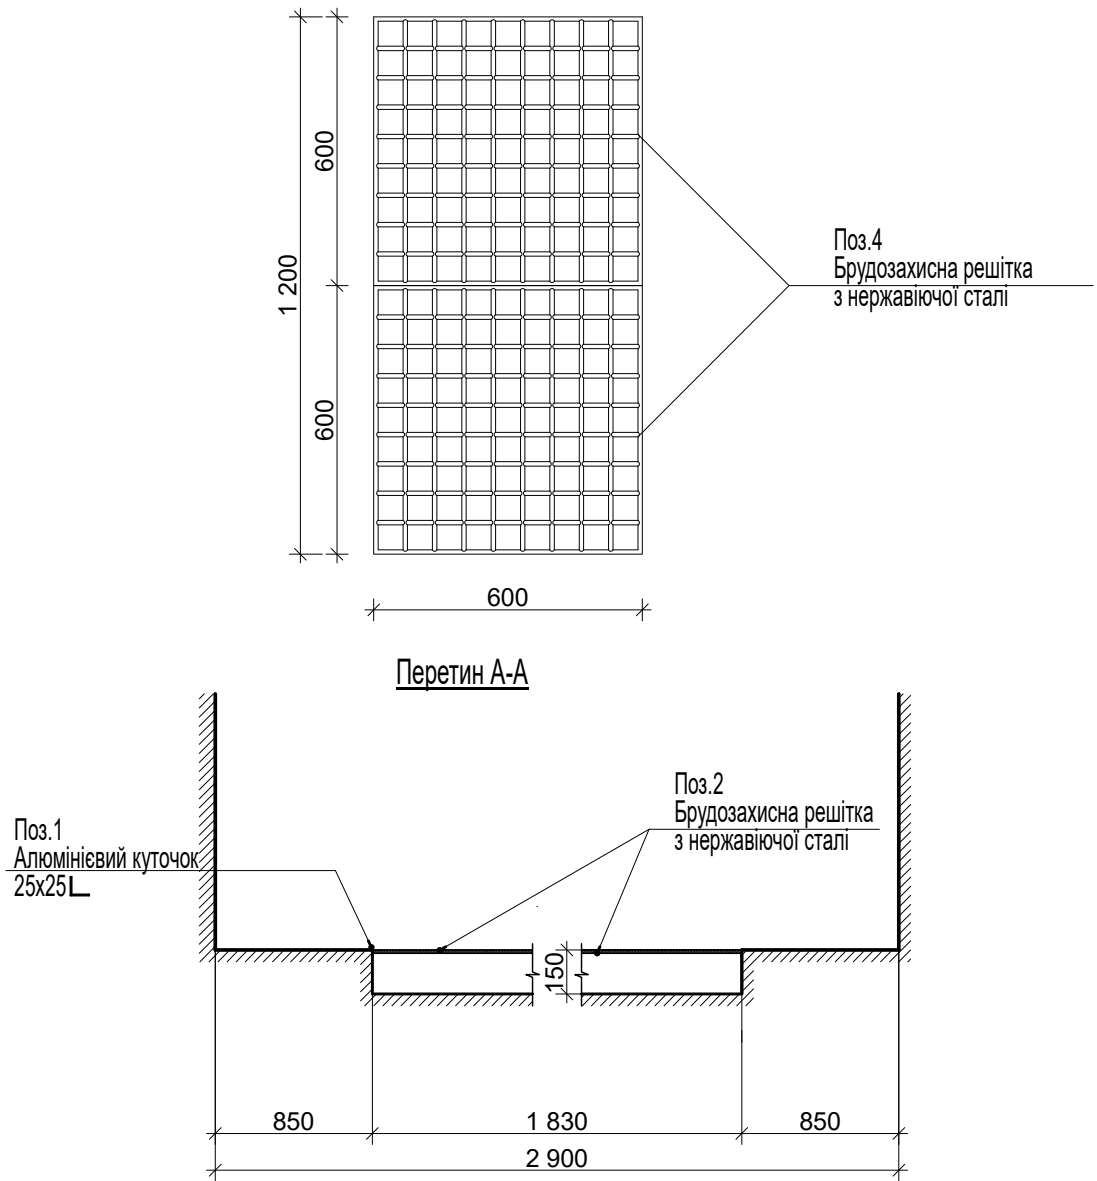 600
1 200
600
Поз.4
Брудозахисна решітка
з нержавіючої сталі
600
Перетин А-А
Поз.2
Брудозахисна решітка
з нержавіючої сталі
Поз.1
Алюмінієвий куточок
25х25
150
850
1 830
850
2 900